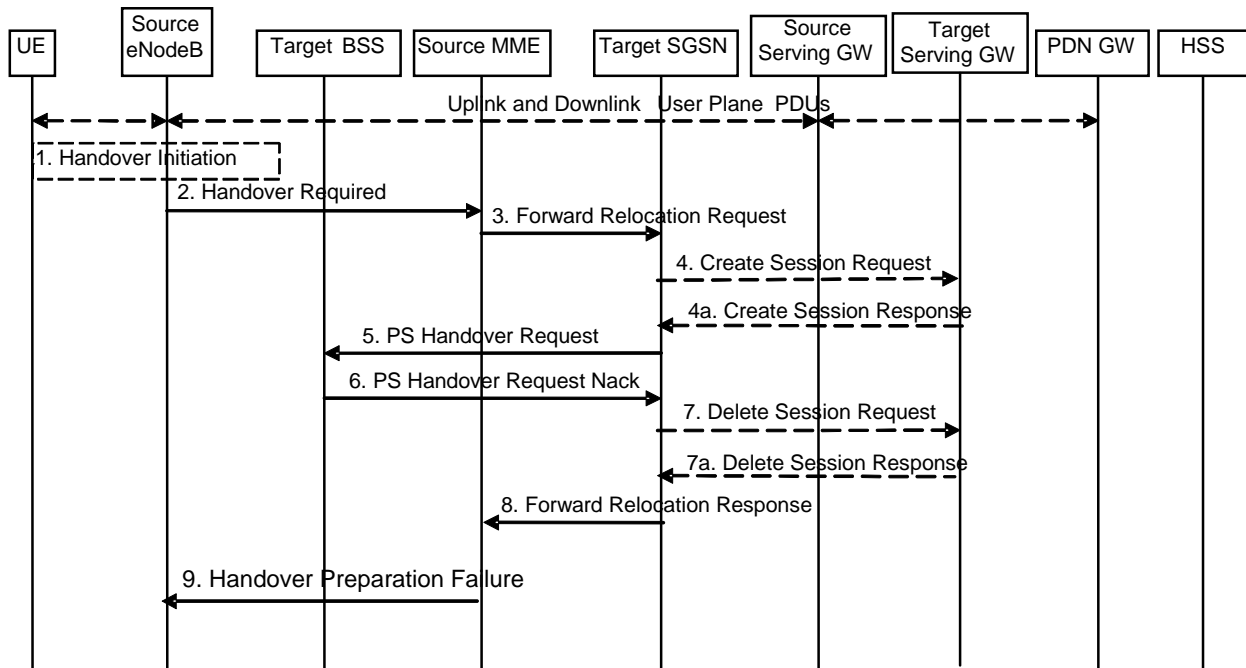 UE
Source
eNodeB
Target BSS
Source MME
Target SGSN
Source
Serving GW
Target
Serving GW
PDN GW
HSS
Uplink and Downlink User Plane PDUs
1. Handover Initiation
2. Handover Required
3. Forward Relocation Request
4. Create Session Request
4a. Create Session Response
5. PS Handover Request
6. PS Handover Request Nack
7. Delete Session Request
7a. Delete Session Response
8. Forward Relocation Response
9. Handover Preparation Failure